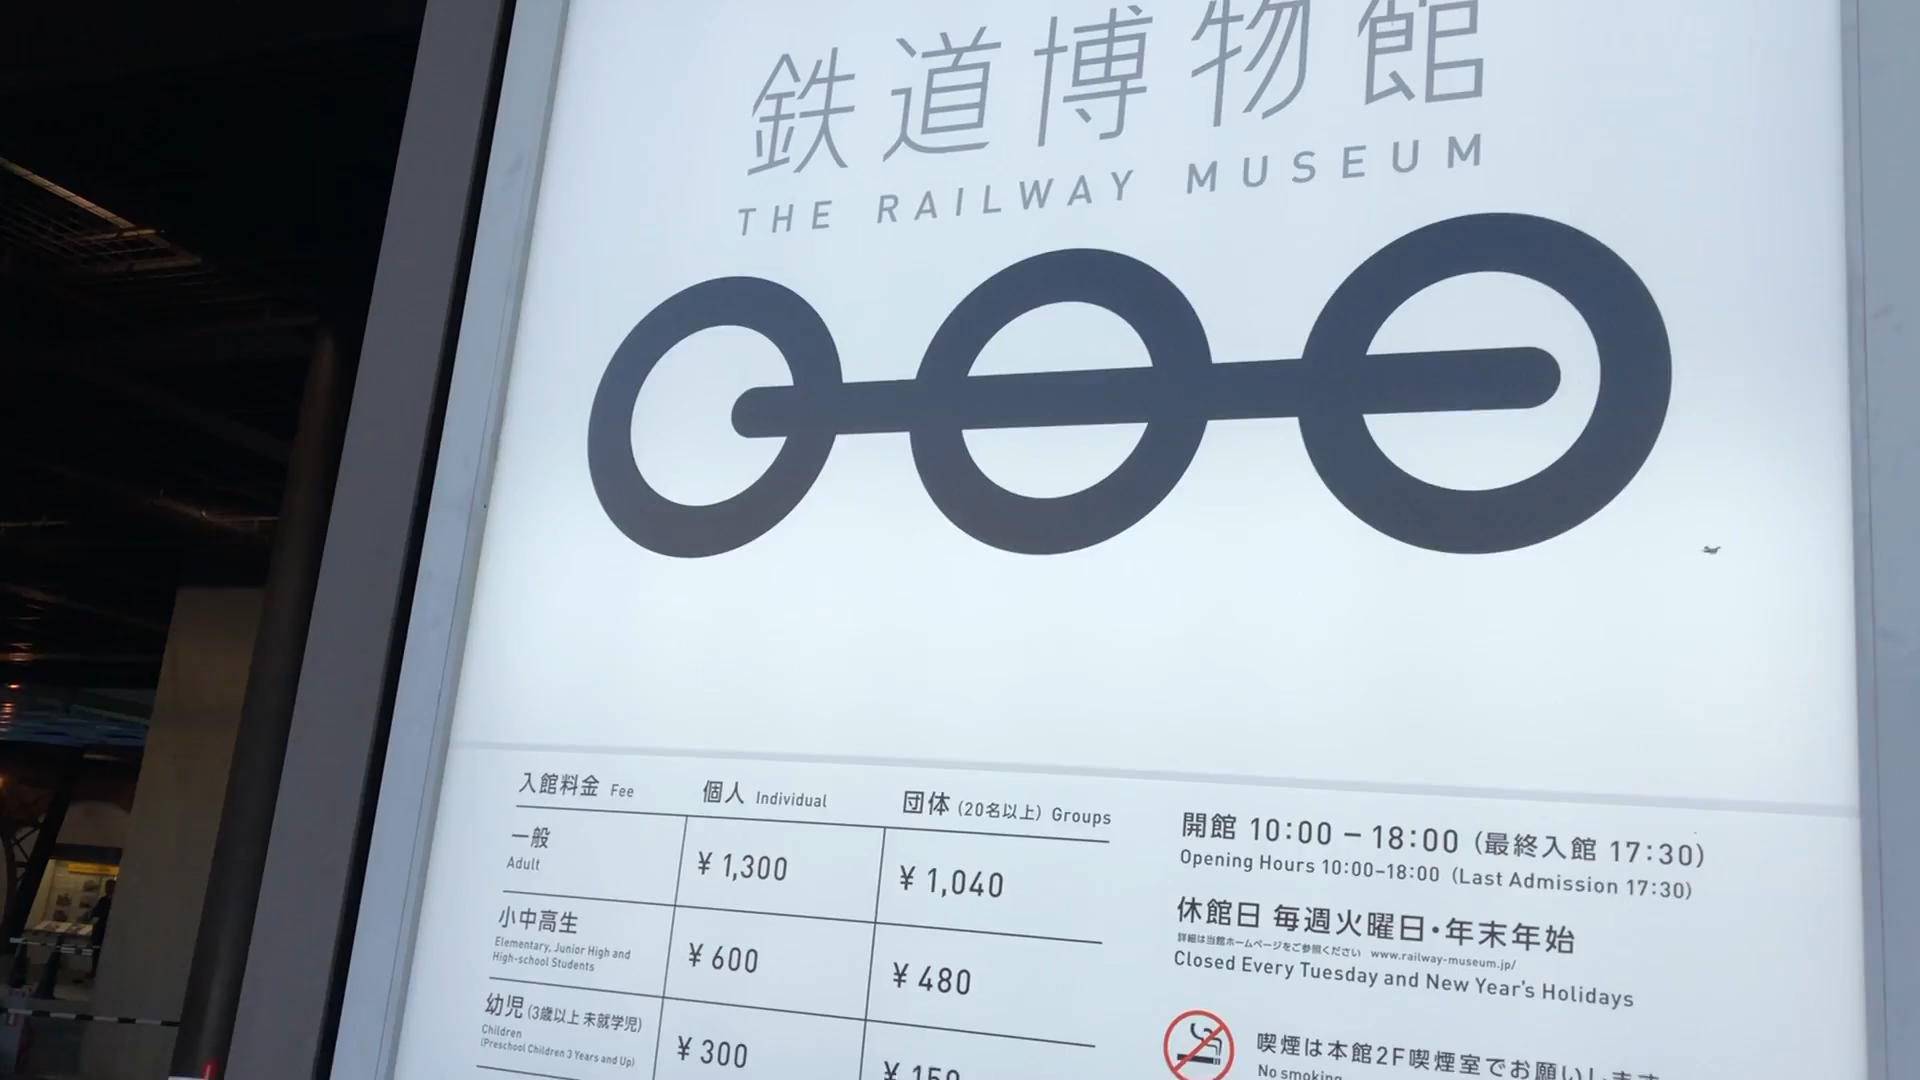 鉄道博物館
THE RAILWAY MUSEUM
入館料金 Fee 個人 Individual 団体 (20名以上) Groups
一般 ¥1,300 ¥1,040
Adult
小中高生 ¥600 ¥480
Elementary, Junior High and
High-school Students
幼児 (3歳以上 未就学児) ¥300 ¥150
Children
(Preschool Children 3 Years and Up)
開館 10:00 – 18:00 (最終入館 17:30)
Opening Hours 10:00–18:00 (Last Admission 17:30)
休館日 毎週火曜日・年末年始
詳細は当館ホームページをご参照ください www.railway-museum.jp/
Closed Every Tuesday and New Year's Holidays
喫煙は本館2F喫煙室でお願いします
No smoking